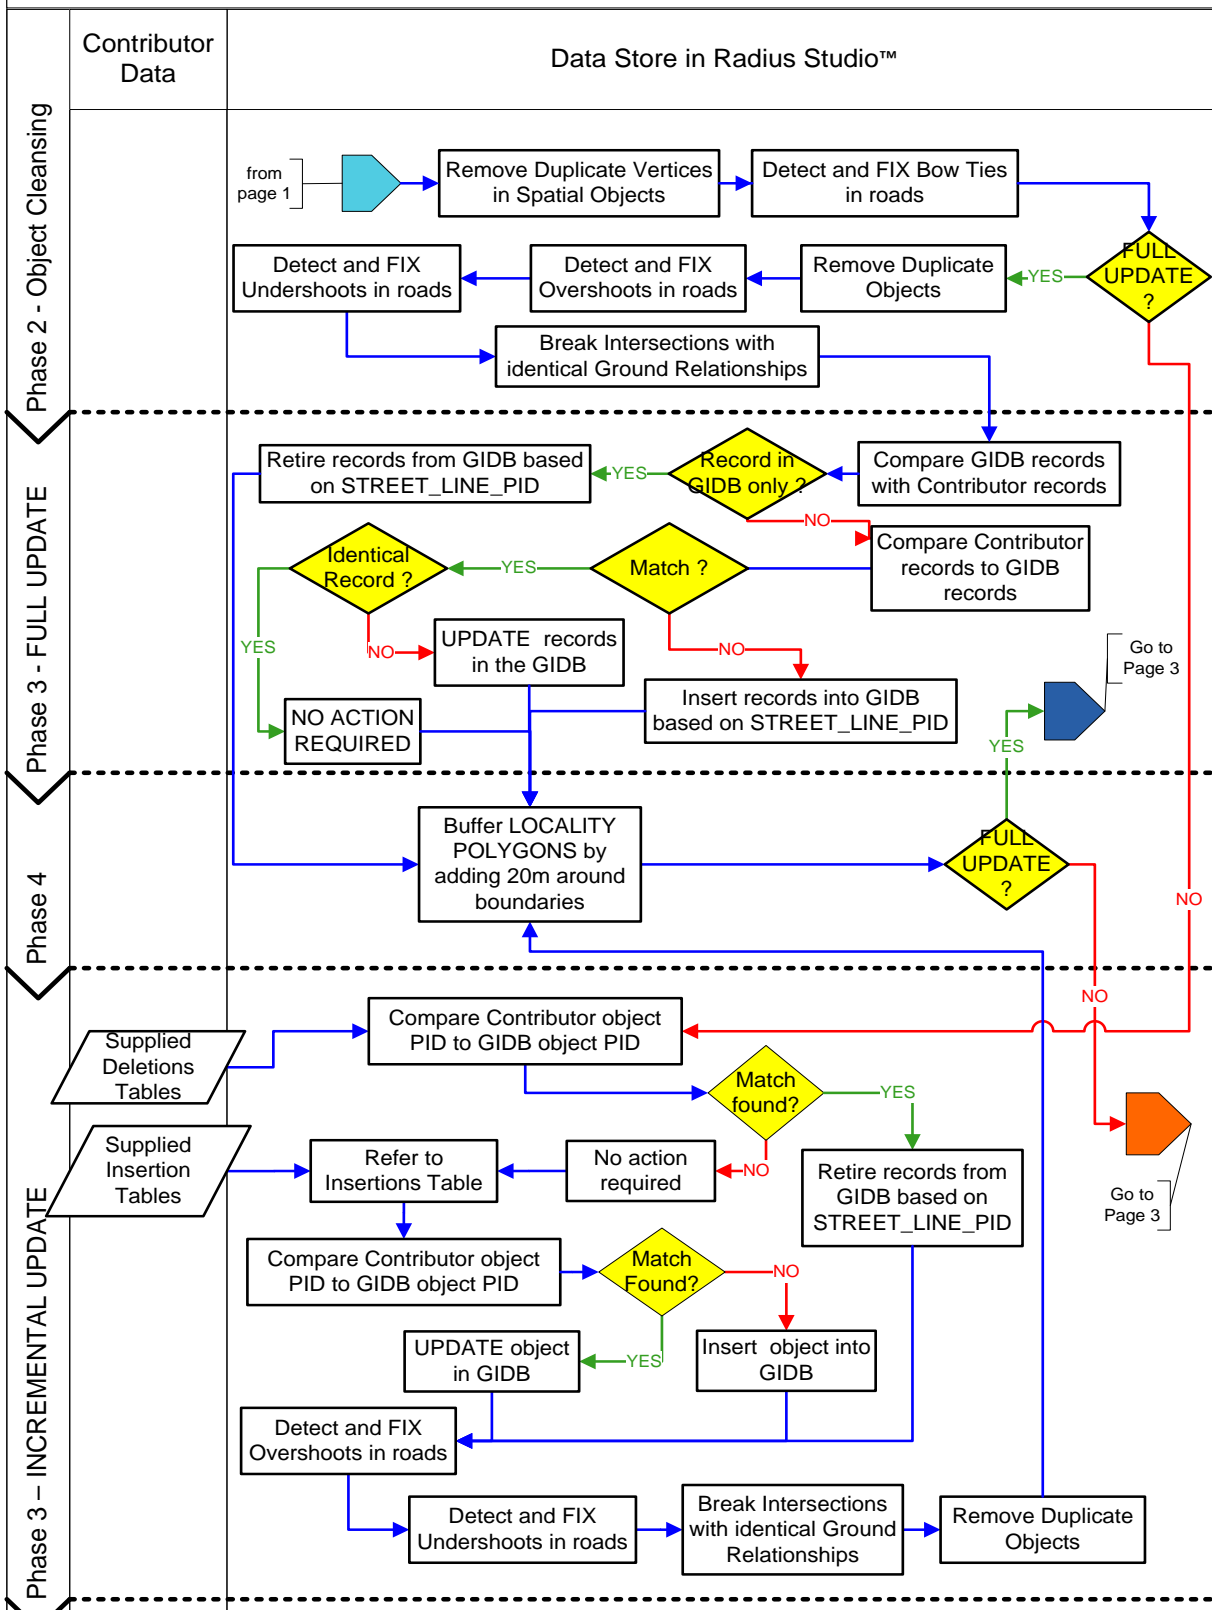 Contributor
Data
Data Store in Radius Studio™
Phase 2 - Object Cleansing
from
page 1
Remove Duplicate Vertices
in Spatial Objects
Detect and FIX Bow Ties
in roads
FULL
UPDATE
?
YES
Remove Duplicate
Objects
Detect and FIX
Overshoots in roads
Detect and FIX
Undershoots in roads
Break Intersections with
identical Ground Relationships
NO
Phase 3 - FULL UPDATE
Compare GIDB records
with Contributor records
Record in
GIDB only ?
YES
Retire records from GIDB based
on STREET_LINE_PID
NO
Compare Contributor
records to GIDB
records
Match ?
YES
Identical
Record ?
YES
NO
UPDATE  records
in the GIDB
NO
Insert records into GIDB
based on STREET_LINE_PID
NO ACTION
REQUIRED
Go to
Page 3
YES
Phase 4
Buffer LOCALITY
POLYGONS by
adding 20m around
boundaries
FULL
UPDATE
?
NO
Phase 3 – INCREMENTAL UPDATE
Supplied
Deletions
Tables
Compare Contributor object
PID to GIDB object PID
Match
found?
YES
NO
Supplied
Insertion
Tables
Refer to
Insertions Table
No action
required
Retire records from
GIDB based on
STREET_LINE_PID
Go to
Page 3
Compare Contributor object
PID to GIDB object PID
Match
Found?
NO
YES
UPDATE object
in GIDB
Insert  object into
GIDB
Detect and FIX
Overshoots in roads
Detect and FIX
Undershoots in roads
Break Intersections
with identical Ground
Relationships
Remove Duplicate
Objects